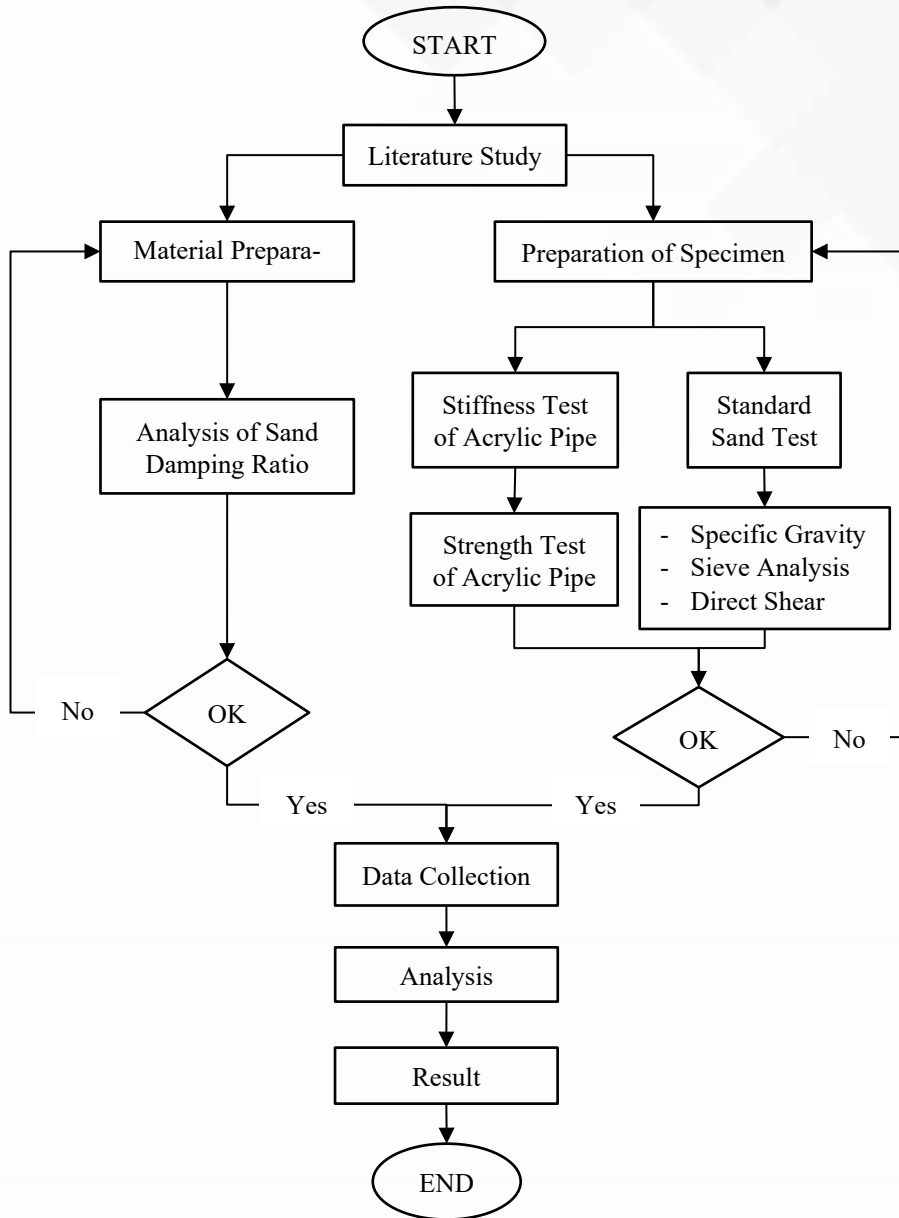 START
Literature Study
Material Prepara-
Analysis of Sand
Damping Ratio
OK
No
Yes
Preparation of Specimen
Stiffness Test
of Acrylic Pipe
Strength Test
of Acrylic Pipe
Standard
Sand Test
- Specific Gravity
- Sieve Analysis
- Direct Shear
OK
No
Yes
Data Collection
Analysis
Result
END